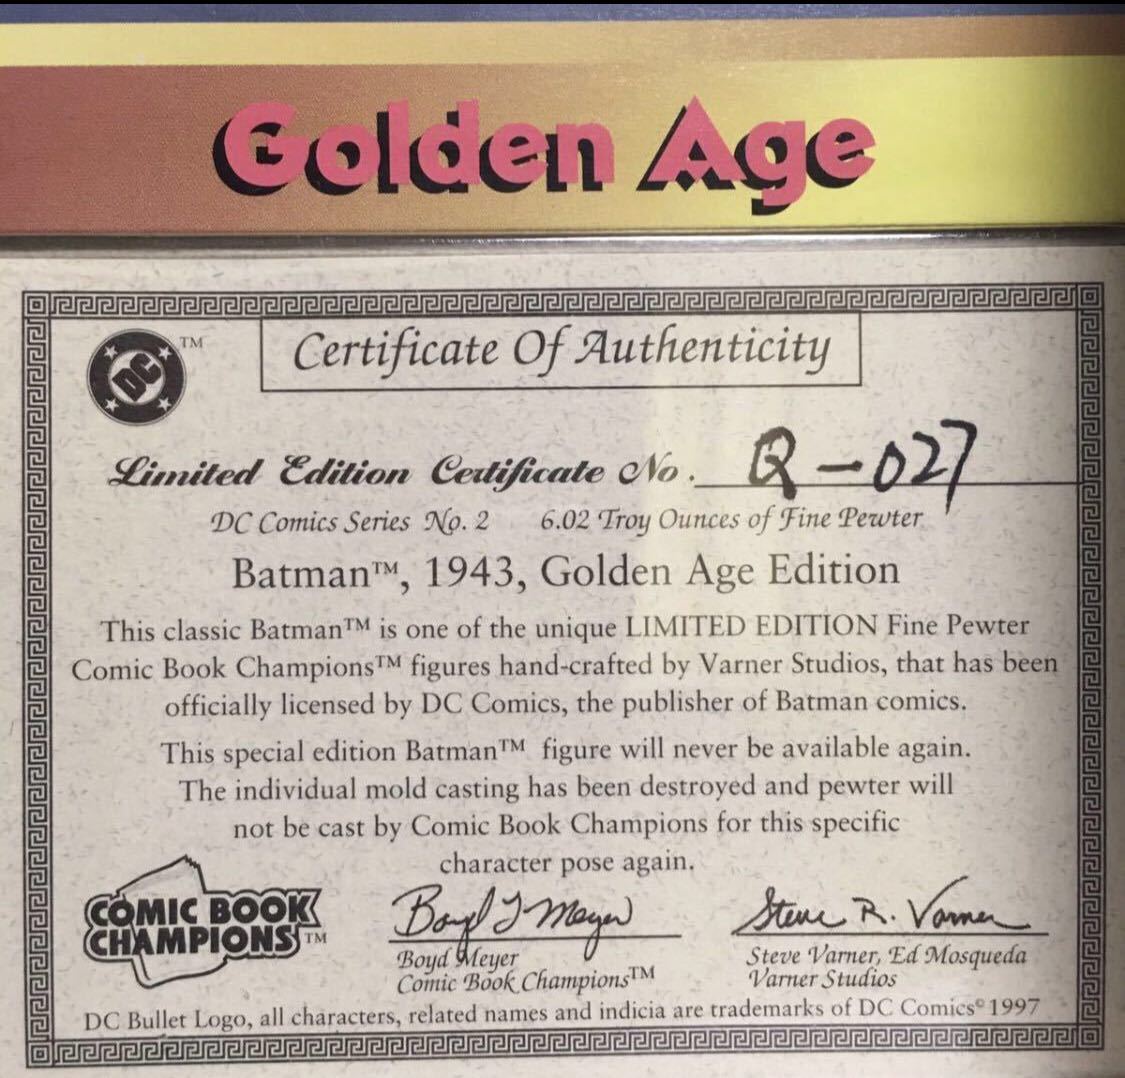 Golden Age
DC TM
Certificate Of Authenticity
Limited Edition Certificate No. Q-027
DC Comics Series No. 2 6.02 Troy Ounces of Fine Pewter
Batman™, 1943, Golden Age Edition
This classic Batman™ is one of the unique LIMITED EDITION Fine Pewter
Comic Book Champions™ figures hand-crafted by Varner Studios, that has been
officially licensed by DC Comics, the publisher of Batman comics.
This special edition Batman™ figure will never be available again.
The individual mold casting has been destroyed and pewter will
not be cast by Comic Book Champions for this specific
character pose again.
COMIC BOOK
CHAMPIONS TM
Boyd J Meyer
Boyd Meyer
Comic Book Champions™
Steve R. Varner
Steve Varner, Ed Mosqueda
Varner Studios
DC Bullet Logo, all characters, related names and indicia are trademarks of DC Comics© 1997